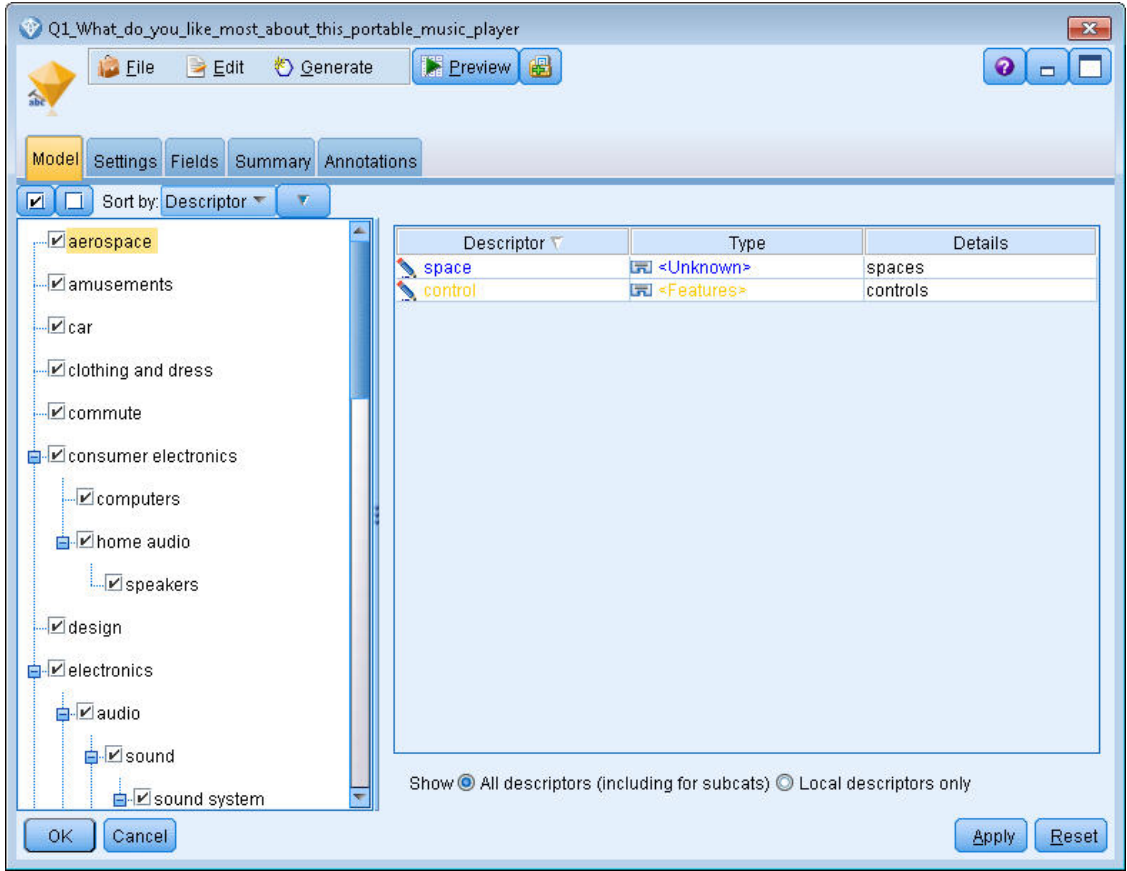 Q1_What_do_you_like_most_about_this_portable_music_player
File Edit Generate Preview
abc
Model Settings Fields Summary Annotations
Sort by: Descriptor
aerospace
amusements
car
clothing and dress
commute
consumer electronics
computers
home audio
speakers
design
electronics
audio
sound
sound system
Descriptor Type Details
space <Unknown> spaces
control <Features> controls
Show All descriptors (including for subcats) Local descriptors only
OK Cancel Apply Reset